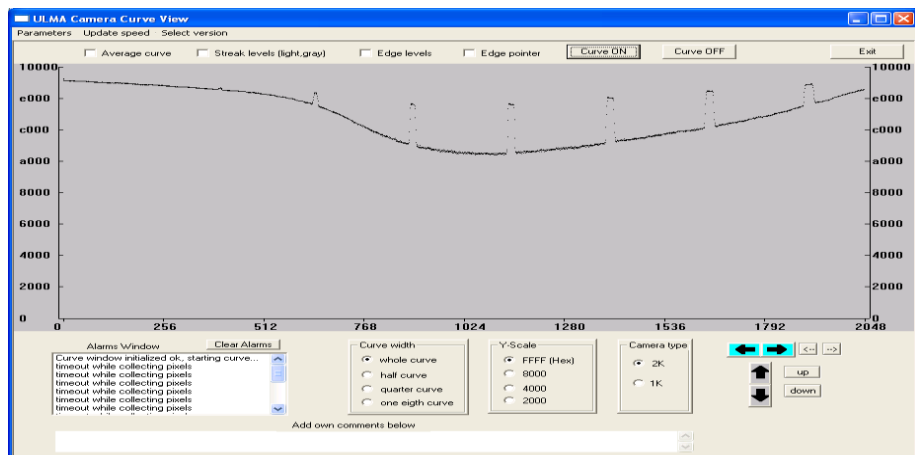 ULMA Camera Curve View
Parameters Update speed Select version
Average curve Streak levels (light,gray) Edge levels Edge pointer Curve ON Curve OFF Exit
10000 10000
e000 e000
c000 c000
a000 a000
8000 8000
6000 6000
4000 4000
2000 2000
0 0
0 256 512 768 1024 1280 1536 1792 2048
Alarms Window Clear Alarms
Curve window initialized ok, starting curve...
timeout while collecting pixels
timeout while collecting pixels
timeout while collecting pixels
timeout while collecting pixels
timeout while collecting pixels
timeout while collecting pixels
Curve width
whole curve
half curve
quarter curve
one eigth curve
Y-Scale
FFFF (Hex)
8000
4000
2000
Camera type
2K
1K
<-- -->
up
down
Add own comments below